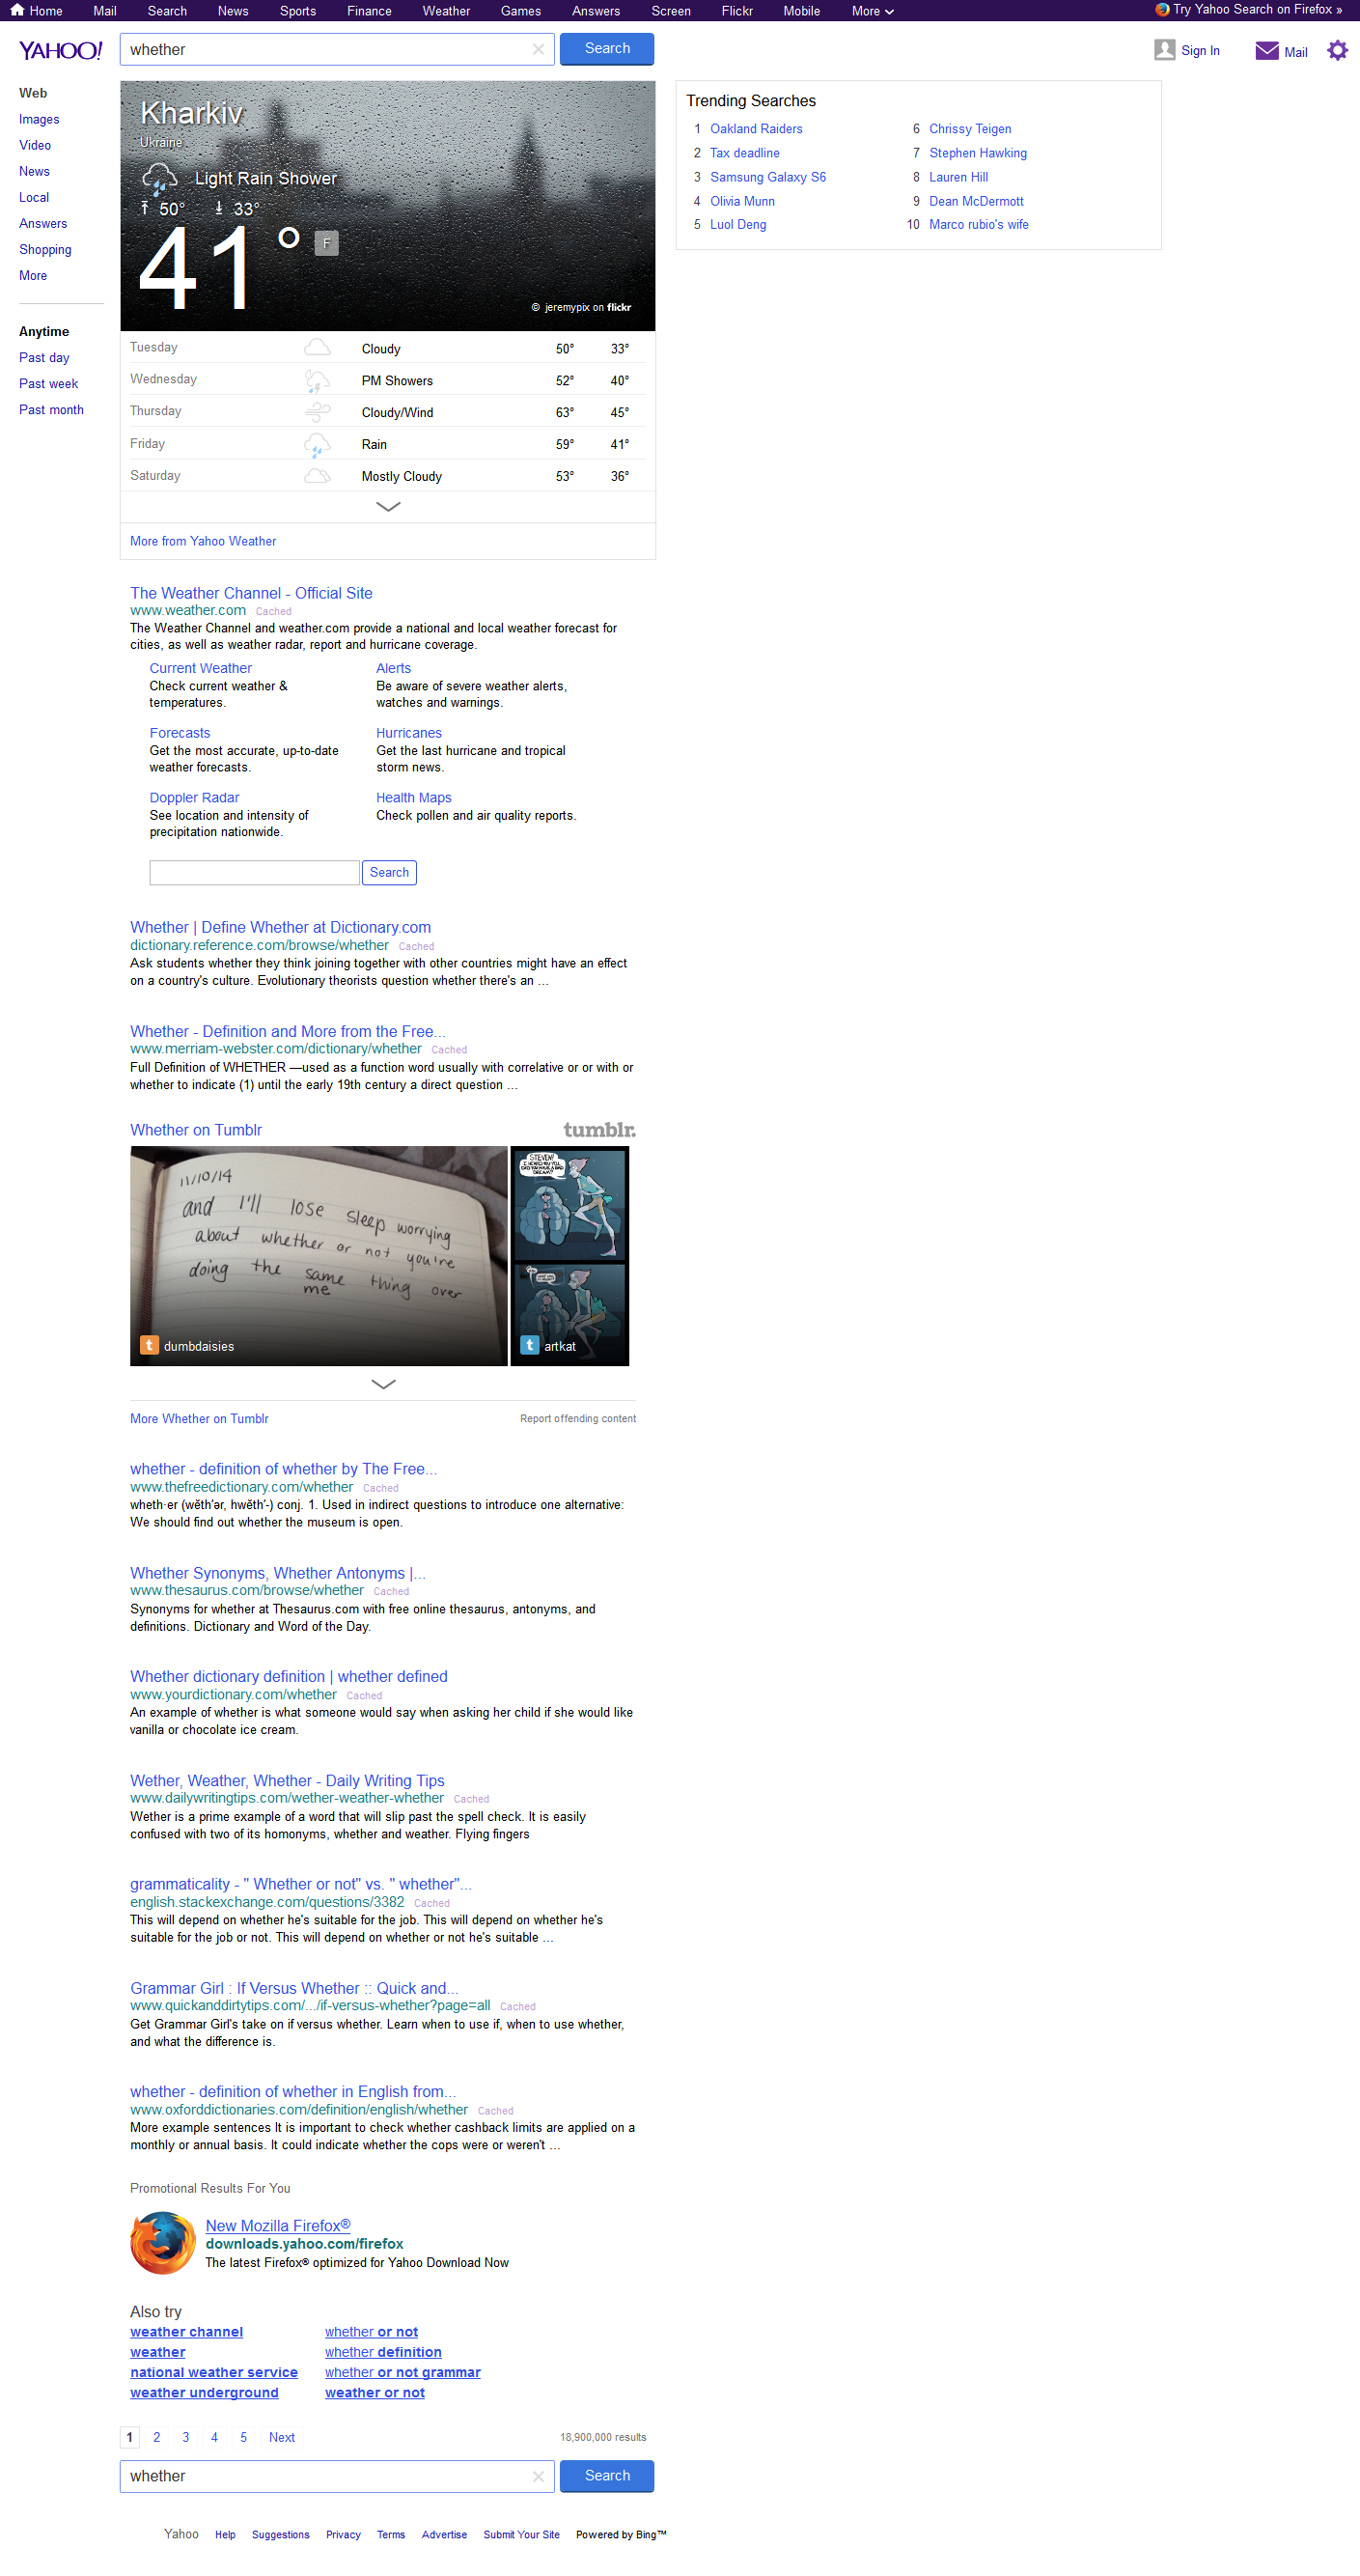 Home Mail Search News Sports Finance Weather Games Answers Screen Flickr Mobile More Try Yahoo Search on Firefox »
YAHOO! whether Search Sign In Mail
Web
Images
Video
News
Local
Answers
Shopping
More
Anytime
Past day
Past week
Past month
Kharkiv
Ukraine
Light Rain Shower
50° 33°
41° F
© jeremypix on flickr
Tuesday Cloudy 50° 33°
Wednesday PM Showers 52° 40°
Thursday Cloudy/Wind 63° 45°
Friday Rain 59° 41°
Saturday Mostly Cloudy 53° 36°
More from Yahoo Weather
Trending Searches
1 Oakland Raiders
2 Tax deadline
3 Samsung Galaxy S6
4 Olivia Munn
5 Luol Deng
6 Chrissy Teigen
7 Stephen Hawking
8 Lauren Hill
9 Dean McDermott
10 Marco rubio's wife
The Weather Channel - Official Site
www.weather.com Cached
The Weather Channel and weather.com provide a national and local weather forecast for
cities, as well as weather radar, report and hurricane coverage.
Current Weather
Check current weather &
temperatures.
Alerts
Be aware of severe weather alerts,
watches and warnings.
Forecasts
Get the most accurate, up-to-date
weather forecasts.
Hurricanes
Get the last hurricane and tropical
storm news.
Doppler Radar
See location and intensity of
precipitation nationwide.
Health Maps
Check pollen and air quality reports.
Search
Whether | Define Whether at Dictionary.com
dictionary.reference.com/browse/whether Cached
Ask students whether they think joining together with other countries might have an effect
on a country's culture. Evolutionary theorists question whether there's an ...
Whether - Definition and More from the Free...
www.merriam-webster.com/dictionary/whether Cached
Full Definition of WHETHER —used as a function word usually with correlative or or with or
whether to indicate (1) until the early 19th century a direct question ...
Whether on Tumblr tumblr.
11/10/14
and I'll lose sleep worrying
about whether or not you're
doing the same thing over
me
dumbdaisies
STEVEN!
artkat
More Whether on Tumblr Report offending content
whether - definition of whether by The Free...
www.thefreedictionary.com/whether Cached
wheth·er (wĕth′ər, hwĕth′-) conj. 1. Used in indirect questions to introduce one alternative:
We should find out whether the museum is open.
Whether Synonyms, Whether Antonyms |...
www.thesaurus.com/browse/whether Cached
Synonyms for whether at Thesaurus.com with free online thesaurus, antonyms, and
definitions. Dictionary and Word of the Day.
Whether dictionary definition | whether defined
www.yourdictionary.com/whether Cached
An example of whether is what someone would say when asking her child if she would like
vanilla or chocolate ice cream.
Wether, Weather, Whether - Daily Writing Tips
www.dailywritingtips.com/wether-weather-whether Cached
Wether is a prime example of a word that will slip past the spell check. It is easily
confused with two of its homonyms, whether and weather. Flying fingers
grammaticality - " Whether or not" vs. " whether"...
english.stackexchange.com/questions/3382 Cached
This will depend on whether he's suitable for the job. This will depend on whether he's
suitable for the job or not. This will depend on whether or not he's suitable ...
Grammar Girl : If Versus Whether :: Quick and...
www.quickanddirtytips.com/.../if-versus-whether?page=all Cached
Get Grammar Girl's take on if versus whether. Learn when to use if, when to use whether,
and what the difference is.
whether - definition of whether in English from...
www.oxforddictionaries.com/definition/english/whether Cached
More example sentences It is important to check whether cashback limits are applied on a
monthly or annual basis. It could indicate whether the cops were or weren't ...
Promotional Results For You
New Mozilla Firefox®
downloads.yahoo.com/firefox
The latest Firefox® optimized for Yahoo Download Now
Also try
weather channel
weather
national weather service
weather underground
whether or not
whether definition
whether or not grammar
weather or not
1 2 3 4 5 Next 18,900,000 results
whether Search
Yahoo Help Suggestions Privacy Terms Advertise Submit Your Site Powered by Bing™